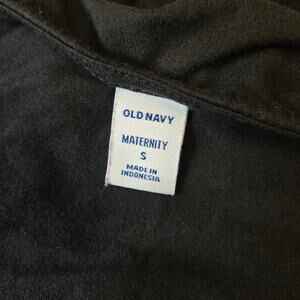 OLD NAVY
MATERNITY
S
MADE IN
INDONESIA